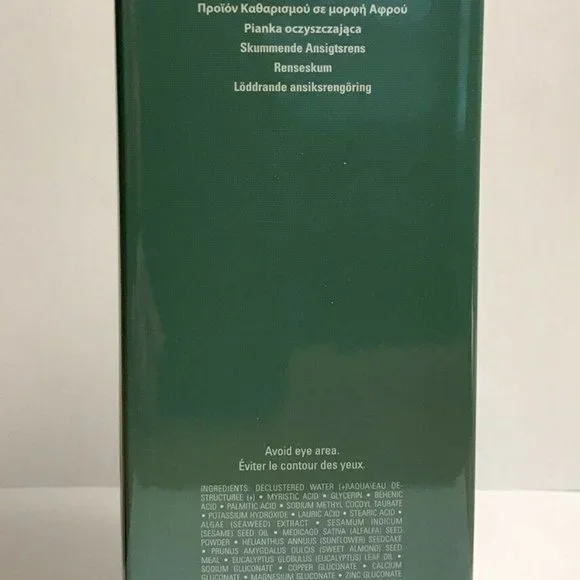 Προϊόν Καθαρισμού σε μορφή Αφρού
Pianka oczyszczająca
Skummende Ansigtsrens
Renseskum
Löddrande ansiksrengöring
Avoid eye area.
Éviter le contour des yeux.
INGREDIENTS: DECLUSTERED WATER (+)\AQUA\EAU DE-
STRUCTUREE (+) • MYRISTIC ACID • GLYCERIN • BEHENIC
ACID • PALMITIC ACID • SODIUM METHYL COCOYL TAURATE
• POTASSIUM HYDROXIDE • LAURIC ACID • STEARIC ACID •
ALGAE (SEAWEED) EXTRACT • SESAMUM INDICUM
(SESAME) SEED OIL • MEDICAGO SATIVA (ALFALFA) SEED
POWDER • HELIANTHUS ANNUUS (SUNFLOWER) SEEDCAKE
• PRUNUS AMYGDALUS DULCIS (SWEET ALMOND) SEED
MEAL • EUCALYPTUS GLOBULUS (EUCALYPTUS) LEAF OIL •
SODIUM GLUCONATE • COPPER GLUCONATE • CALCIUM
GLUCONATE • MAGNESIUM GLUCONATE • ZINC GLUCONATE